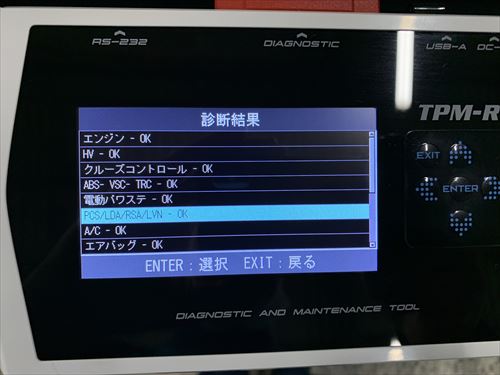 RS-232
DIAGNOSTIC
USB-A
DC-
TPM-R
診断結果
エンジン - OK
HV - OK
クルーズコントロール - OK
ABS- VSC- TRC - OK
電動パワステ - OK
PCS/LDA/RSA/LVN - OK
A/C - OK
エアバッグ - OK
ENTER：選択 EXIT：戻る
EXIT
ENTER
DIAGNOSTIC AND MAINTENANCE TOOL